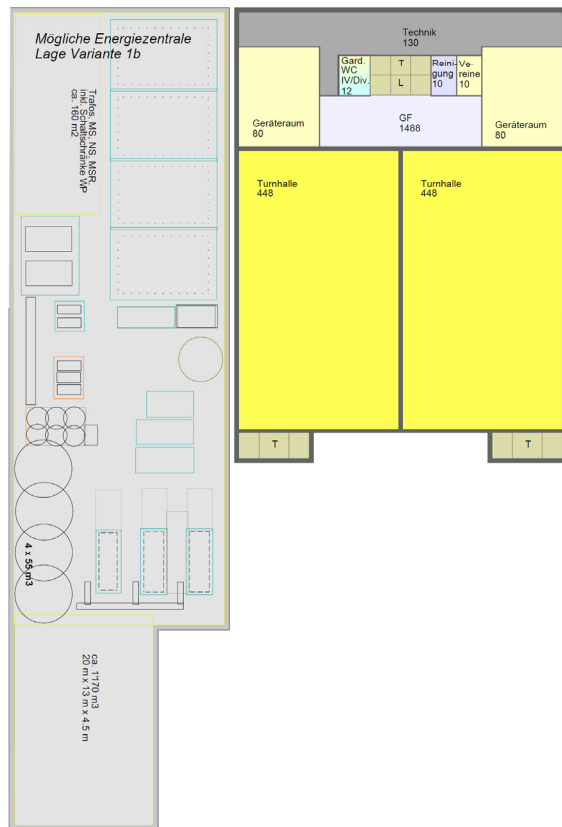 Mögliche Energiezentrale
Lage Variante 1b
Trafos, MS, NS, MSR,
inkl. Schaltschränke WP
ca. 160 m2
4 x 55 m3
ca. 1'170 m3
20 m x 13 m x 4.5 m
Technik
130
Gard.
WC
IV/Div.
12
T
L
Reini-
gung
10
Ve-
reine
10
Geräteraum
80
GF
1488
Geräteraum
80
Turnhalle
448
Turnhalle
448
T
T